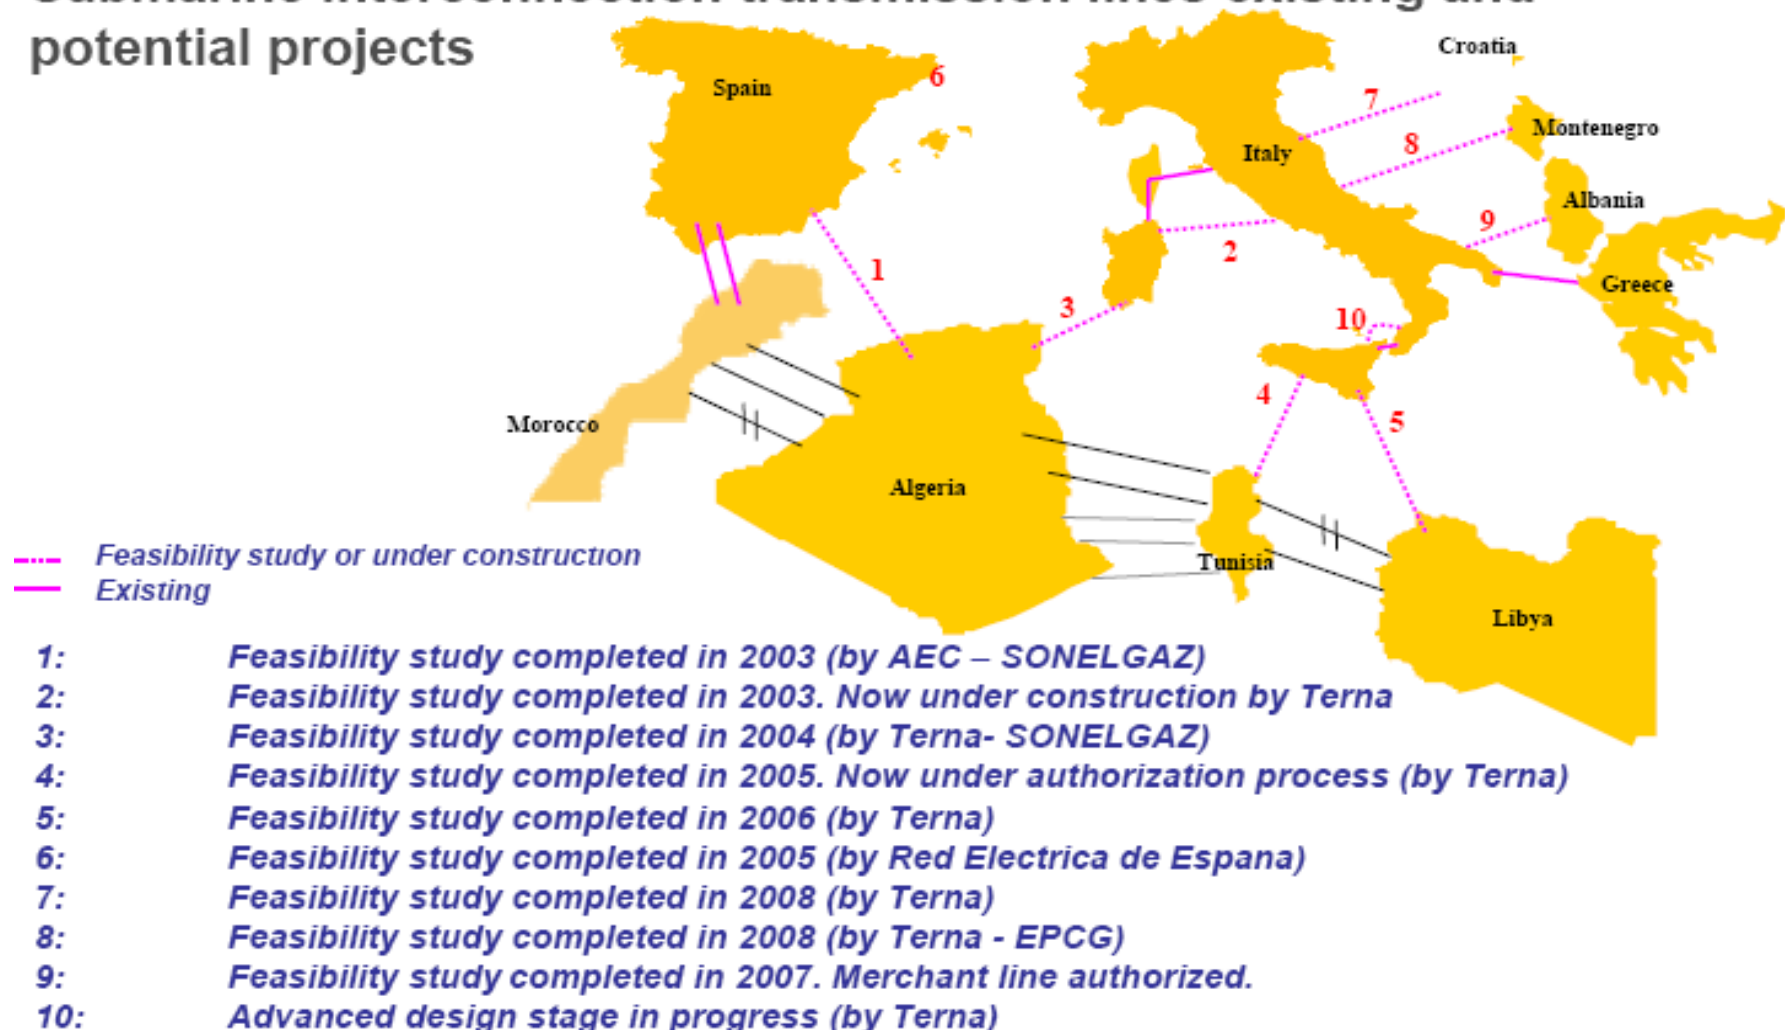 Submarine interconnection transmission lines existing and
potential projects
Croatia
Spain
6
7
Montenegro
8
Italy
Albania
9
2
1
Greece
3
10
4
5
Morocco
Algeria
Tunisia
Libya
Feasibility study or under construction
Existing
1: Feasibility study completed in 2003 (by AEC – SONELGAZ)
2: Feasibility study completed in 2003. Now under construction by Terna
3: Feasibility study completed in 2004 (by Terna- SONELGAZ)
4: Feasibility study completed in 2005. Now under authorization process (by Terna)
5: Feasibility study completed in 2006 (by Terna)
6: Feasibility study completed in 2005 (by Red Electrica de Espana)
7: Feasibility study completed in 2008 (by Terna)
8: Feasibility study completed in 2008 (by Terna - EPCG)
9: Feasibility study completed in 2007. Merchant line authorized.
10: Advanced design stage in progress (by Terna)